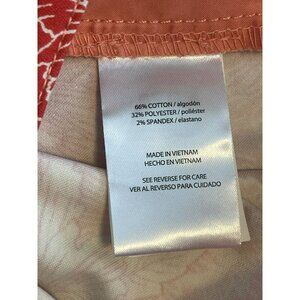 66% COTTON / algodón
32% POLYESTER / poliéster
2% SPANDEX / elastano
MADE IN VIETNAM
HECHO EN VIETNAM
SEE REVERSE FOR CARE
VER AL REVERSO PARA CUIDADO